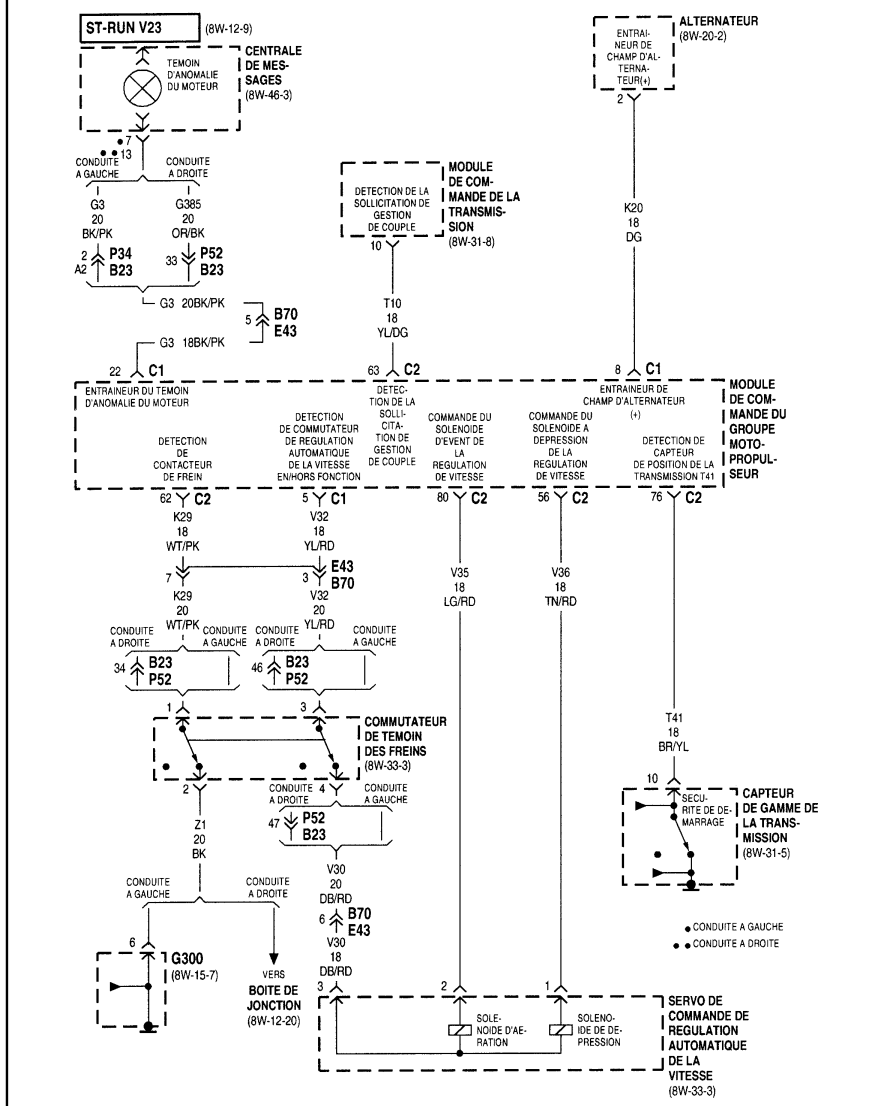 ST-RUN V23
(8W-12-9)
TEMOIN
D'ANOMALIE
DU MOTEUR
CENTRALE
DE MES-
SAGES
(8W-46-3)
7
13
CONDUITE
A GAUCHE
CONDUITE
A DROITE
G3
20
BK/PK
G385
20
OR/BK
2
A2
P34
B23
33
P52
B23
G3 20BK/PK
5
B70
E43
G3 18BK/PK
22
C1
DETECTION DE LA
SOLLICITATION DE
GESTION
DE COUPLE
MODULE
DE COM-
MANDE DE LA
TRANSMIS-
SION
(8W-31-8)
10
T10
18
YL/DG
63
C2
ENTRAI-
NEUR DE
CHAMP D'AL-
TERNA-
TEUR(+)
ALTERNATEUR
(8W-20-2)
2
K20
18
DG
8
C1
ENTRAINEUR DU TEMOIN
D'ANOMALIE DU MOTEUR
DETEC-
TION DE LA
SOLLI-
CITA-
TION DE
GESTION
DE COUPLE
ENTRAINEUR DE
CHAMP D'ALTERNATEUR
(+)
MODULE
DE COM-
MANDE DU
GROUPE
MOTO-
PROPUL-
SEUR
DETECTION
DE
CONTACTEUR
DE FREIN
DETECTION
DE COMMUTATEUR
DE REGULATION
AUTOMATIQUE
DE LA VITESSE
EN/HORS FONCTION
COMMANDE DU
SOLENOIDE
D'EVENT DE
LA
REGULATION
DE VITESSE
COMMANDE DU
SOLENOIDE A
DEPRESSION
DE LA
REGULATION
DE VITESSE
DETECTION DE
CAPTEUR
DE POSITION DE LA
TRANSMISSION T41
62
C2
5
C1
80
C2
56
C2
76
C2
K29
18
WT/PK
V32
18
YL/RD
7
3
E43
B70
K29
20
WT/PK
V32
20
YL/RD
V35
18
LG/RD
V36
18
TN/RD
CONDUITE
A DROITE
CONDUITE
A GAUCHE
CONDUITE
A DROITE
CONDUITE
A GAUCHE
34
B23
P52
46
B23
P52
1
3
COMMUTATEUR
DE TEMOIN
DES FREINS
(8W-33-3)
2
4
T41
18
BR/YL
10
SECU-
RITE DE DE-
MARRAGE
CAPTEUR
DE GAMME DE
LA TRANS-
MISSION
(8W-31-5)
Z1
20
BK
CONDUITE
A DROITE
CONDUITE
A GAUCHE
47
P52
B23
V30
20
DB/RD
6
B70
E43
V30
18
DB/RD
CONDUITE
A GAUCHE
CONDUITE
A DROITE
6
G300
(8W-15-7)
VERS
BOITE DE
JONCTION
(8W-12-20)
CONDUITE A GAUCHE
CONDUITE A DROITE
3
2
1
SOLE-
NOIDE D'AE-
RATION
SOLENO-
IDE DE DE-
PRESSION
SERVO DE
COMMANDE DE
REGULATION
AUTOMATIQUE
DE LA
VITESSE
(8W-33-3)